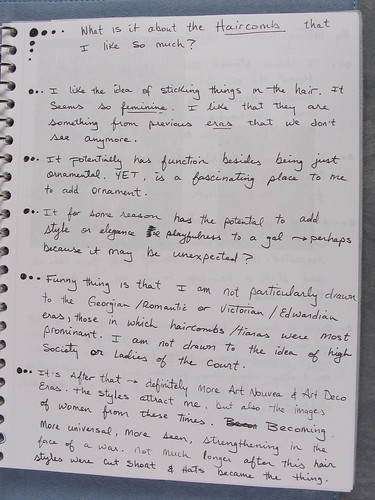 What is it about the Haircombs that
I like so much?
I like the idea of sticking things in the hair. It
seems so feminine. I like that they are
something from previous eras that we don't
see anymore.
It potentively has function besides being just
ornamental. YET, is a fascinating place to me
to add ornament.
It for some reason has the potential to add
style or elegance playfulness to a gal → perhaps
because it may be unexpected?
Funny thing is that I am not particularly drawn
to the Georgian/Romantic or Victorian/Edwardian
eras, those in which haircombs/tiaras were most
prominent. I am not drawn to the idea of high
society or Ladies of the Court.
It's After that → definitely More Art Nouvea & Art Deco
Eras. The styles attract me, but also the images
of women from these times. Becoming
More universal, More seen, strengthening in the
face of a war. not much longer after this hair
styles were cut short & Hats became the thing.